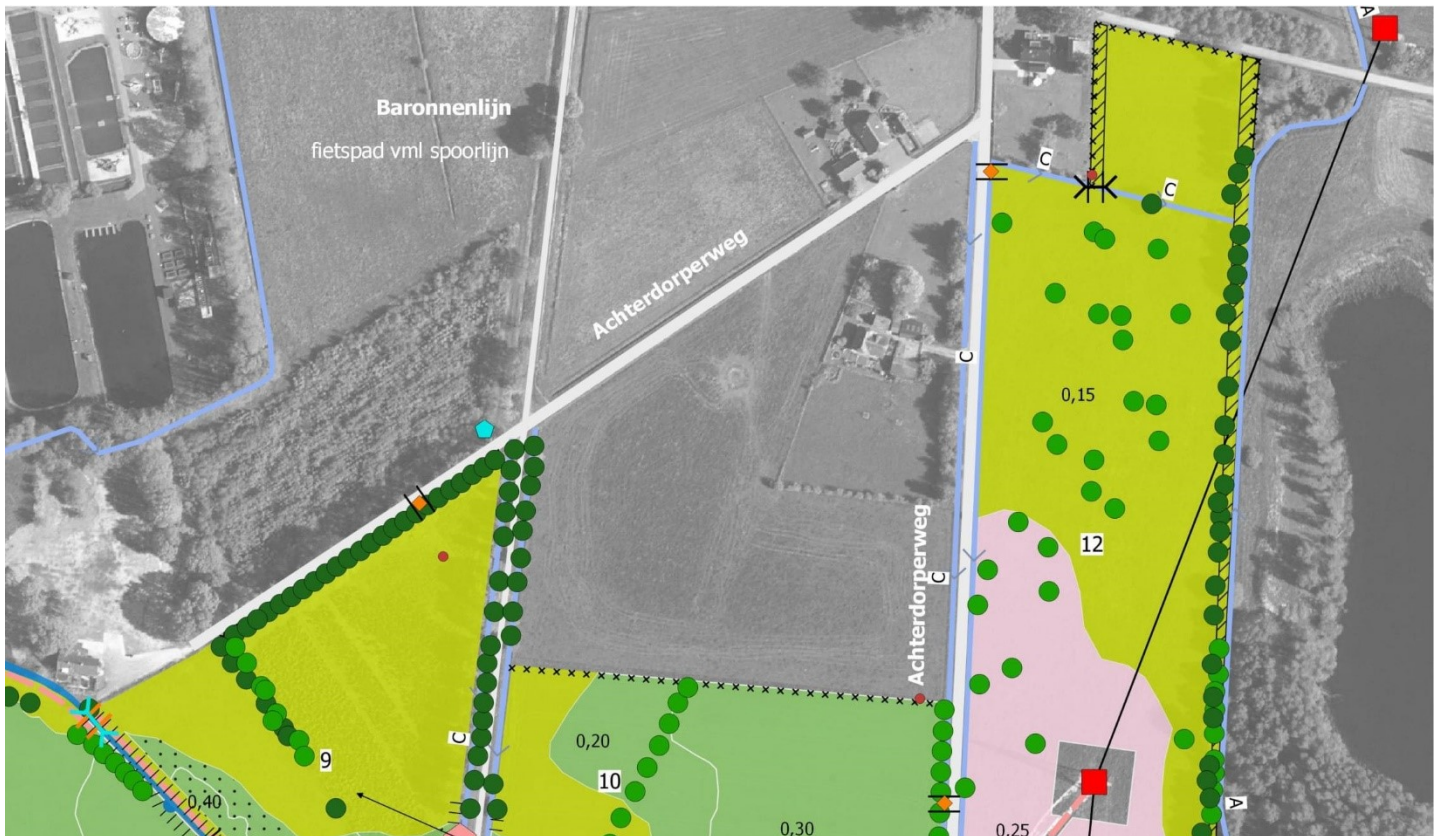 A
Baronnenlijn
fietspad vml spoorlijn
C
C
Achterdorperweg
C
0,15
12
Achterdorperweg
C
C
0,20
9
10
0,40
A
0,30
0,25